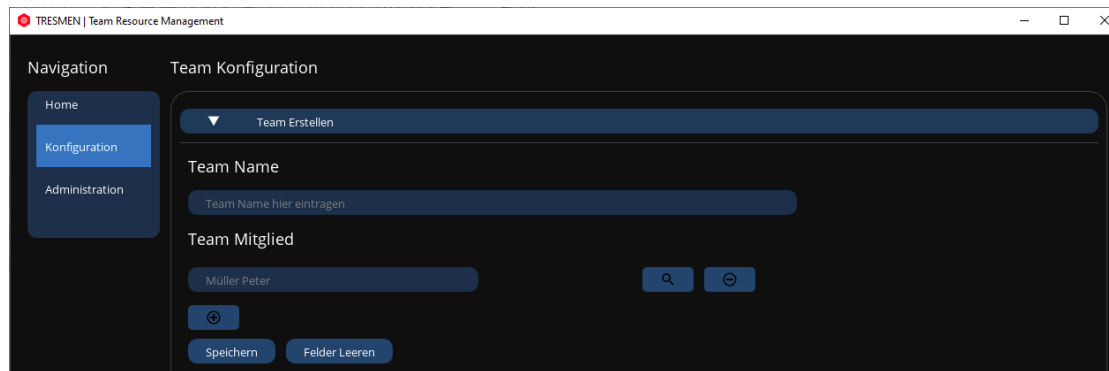 TRESMEN | Team Resource Management
Navigation
Home
Konfiguration
Administration
Team Konfiguration
Team Erstellen
Team Name
Team Name hier eintragen
Team Mitglied
Müller Peter
Speichern
Felder Leeren